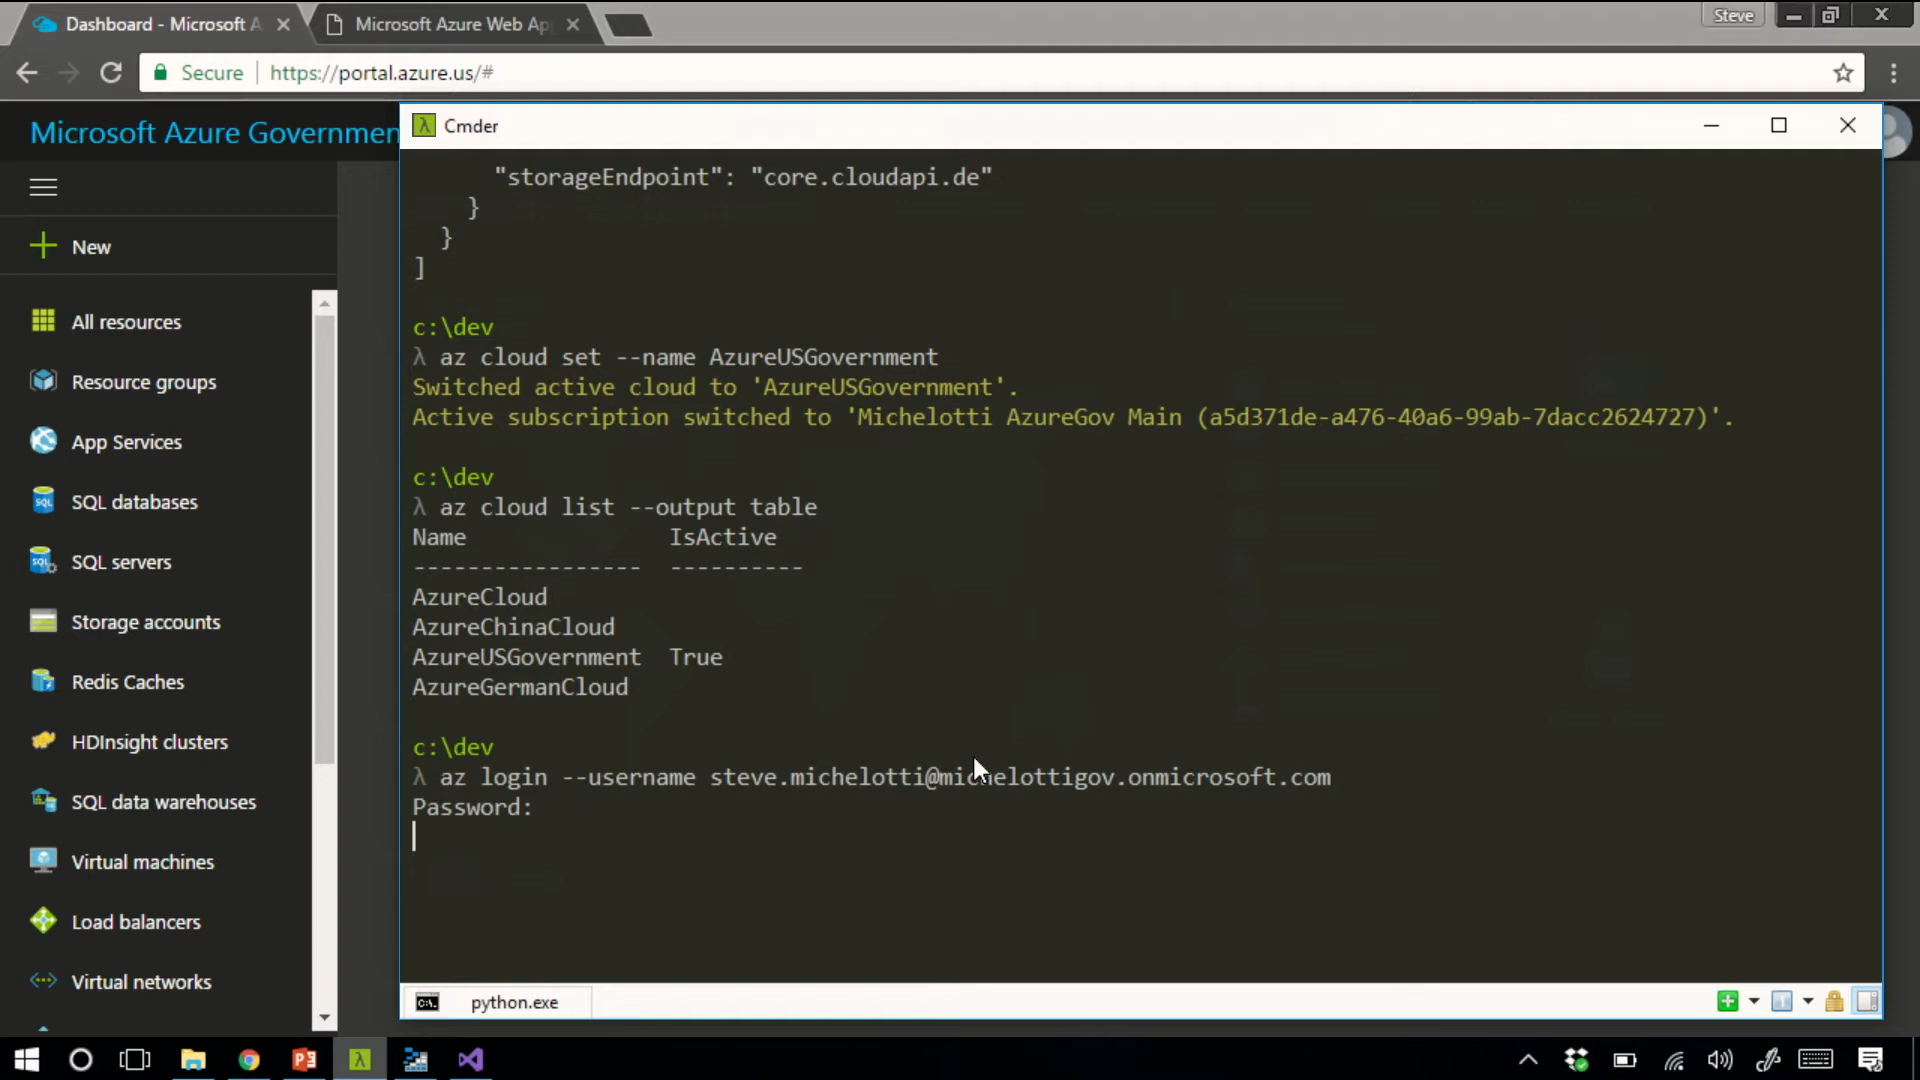 Dashboard - Microsoft A
Microsoft Azure Web Ap
Steve
Secure
https://portal.azure.us/#
Microsoft Azure Governmen
Cmder
New
All resources
Resource groups
App Services
SQL databases
SQL servers
Storage accounts
Redis Caches
HDInsight clusters
SQL data warehouses
Virtual machines
Load balancers
Virtual networks
"storageEndpoint": "core.cloudapi.de"
}
}
]
c:\dev
λ az cloud set --name AzureUSGovernment
Switched active cloud to 'AzureUSGovernment'.
Active subscription switched to 'Michelotti AzureGov Main (a5d371de-a476-40a6-99ab-7dacc2624727)'.
c:\dev
λ az cloud list --output table
Name IsActive
----------------- ----------
AzureCloud
AzureChinaCloud
AzureUSGovernment True
AzureGermanCloud
c:\dev
λ az login --username steve.michelotti@michelottigov.onmicrosoft.com
Password:
python.exe